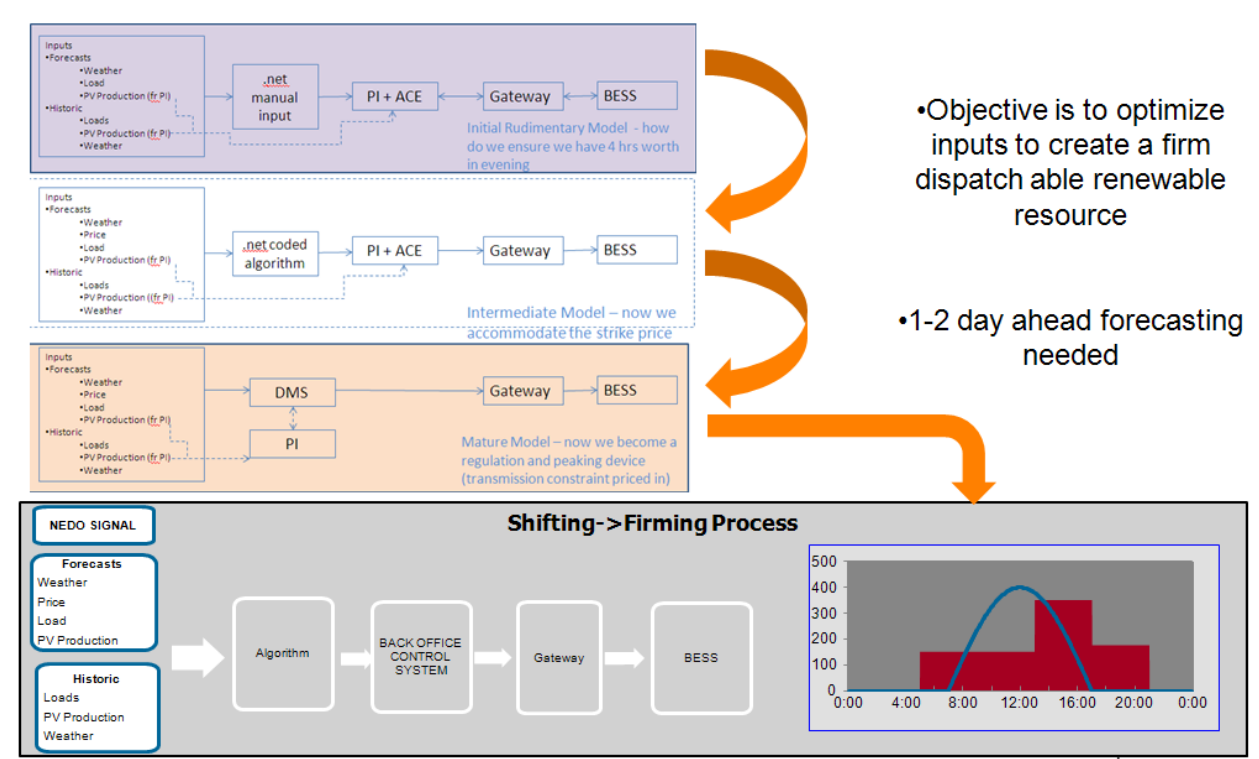 Inputs
•Forecasts
•Weather
•Load
•PV Production (fr PI)
•Historic
•Loads
•PV Production (fr PI)
•Weather
.net
manual
input
PI + ACE
Gateway
BESS
Initial Rudimentary Model - how
do we ensure we have 4 hrs worth
in evening
Inputs
•Forecasts
•Weather
•Price
•Load
•PV Production (fr PI)
•Historic
•Loads
•PV Production ((fr PI)
•Weather
.net coded
algorithm
PI + ACE
Gateway
BESS
Intermediate Model – now we
accommodate the strike price
Inputs
•Forecasts
•Weather
•Price
•Load
•PV Production (fr PI)
•Historic
•Loads
•PV Production (fr PI)
•Weather
DMS
PI
Gateway
BESS
Mature Model – now we become a
regulation and peaking device
(transmission constraint priced in)
•Objective is to optimize
inputs to create a firm
dispatch able renewable
resource
•1-2 day ahead forecasting
needed
Shifting->Firming Process
NEDO SIGNAL
Forecasts
Weather
Price
Load
PV Production
Historic
Loads
PV Production
Weather
Algorithm
BACK OFFICE
CONTROL
SYSTEM
Gateway
BESS
500
400
300
200
100
0
0:00 4:00 8:00 12:00 16:00 20:00 0:00